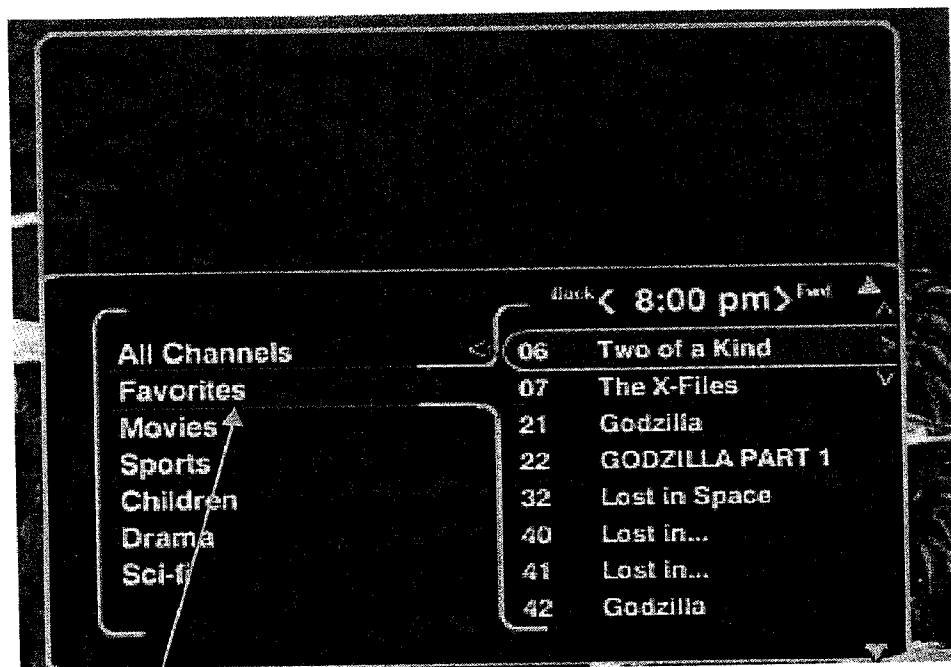 Back < 8:00 pm > Fwd
All Channels
Favorites
Movies
Sports
Children
Drama
Sci-fi
06 Two of a Kind
07 The X-Files
21 Godzilla
22 GODZILLA PART 1
32 Lost in Space
40 Lost in...
41 Lost in...
42 Godzilla